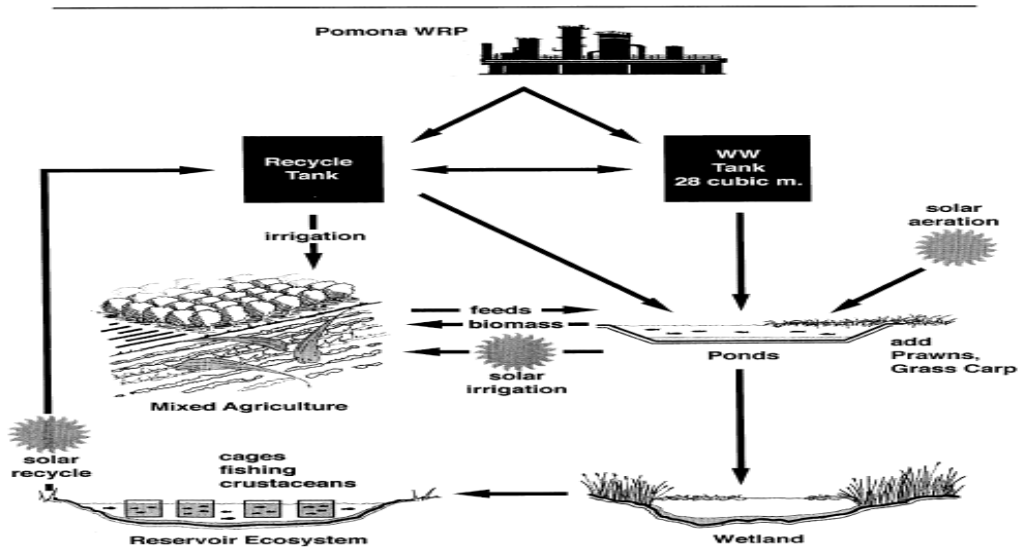 Pomona WRP
Recycle
Tank
WW
Tank
28 cubic m.
solar
aeration
irrigation
feeds
biomass
solar
irrigation
Ponds
add
Prawns,
Grass Carp
Mixed Agriculture
solar
recycle
cages
fishing
crustaceans
Reservoir Ecosystem
Wetland